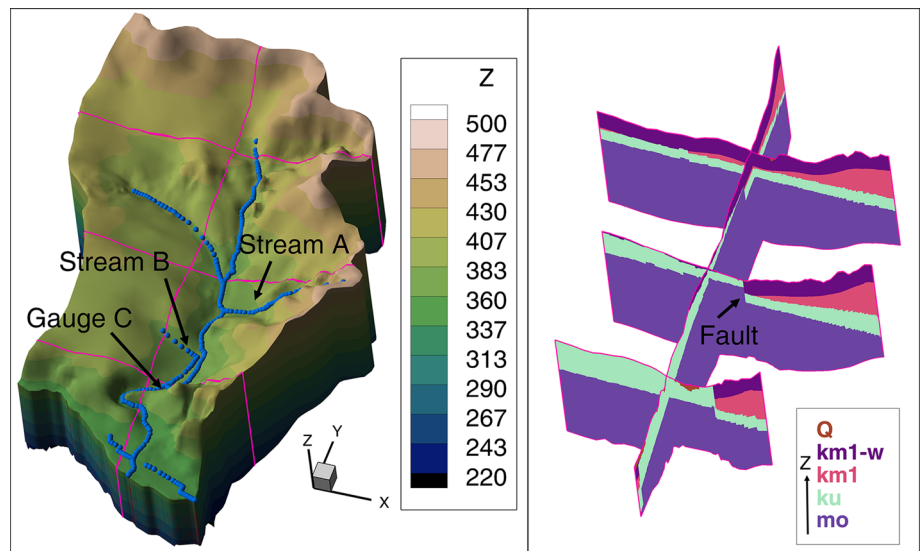 Z
500
477
453
430
407
383
360
337
313
290
267
243
220
Stream A
Stream B
Gauge C
Z
Y
X
Fault
Q
km1-w
Z
km1
ku
mo